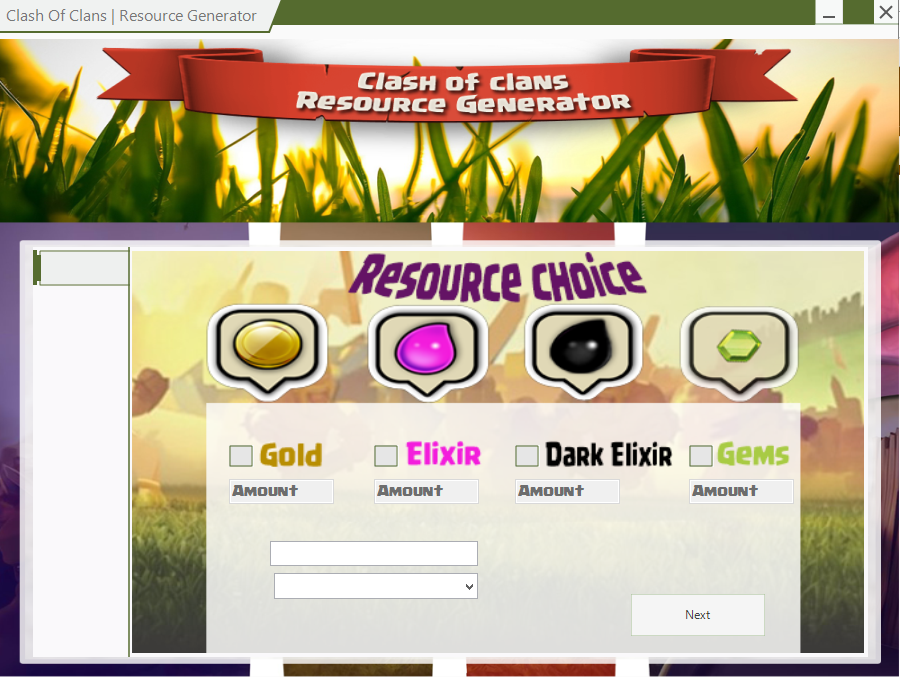 Clash Of Clans | Resource Generator
Clash of clans
Resource Generator
Resource choice
Gold
Elixir
Dark Elixir
Gems
Amount
Amount
Amount
Amount
Next